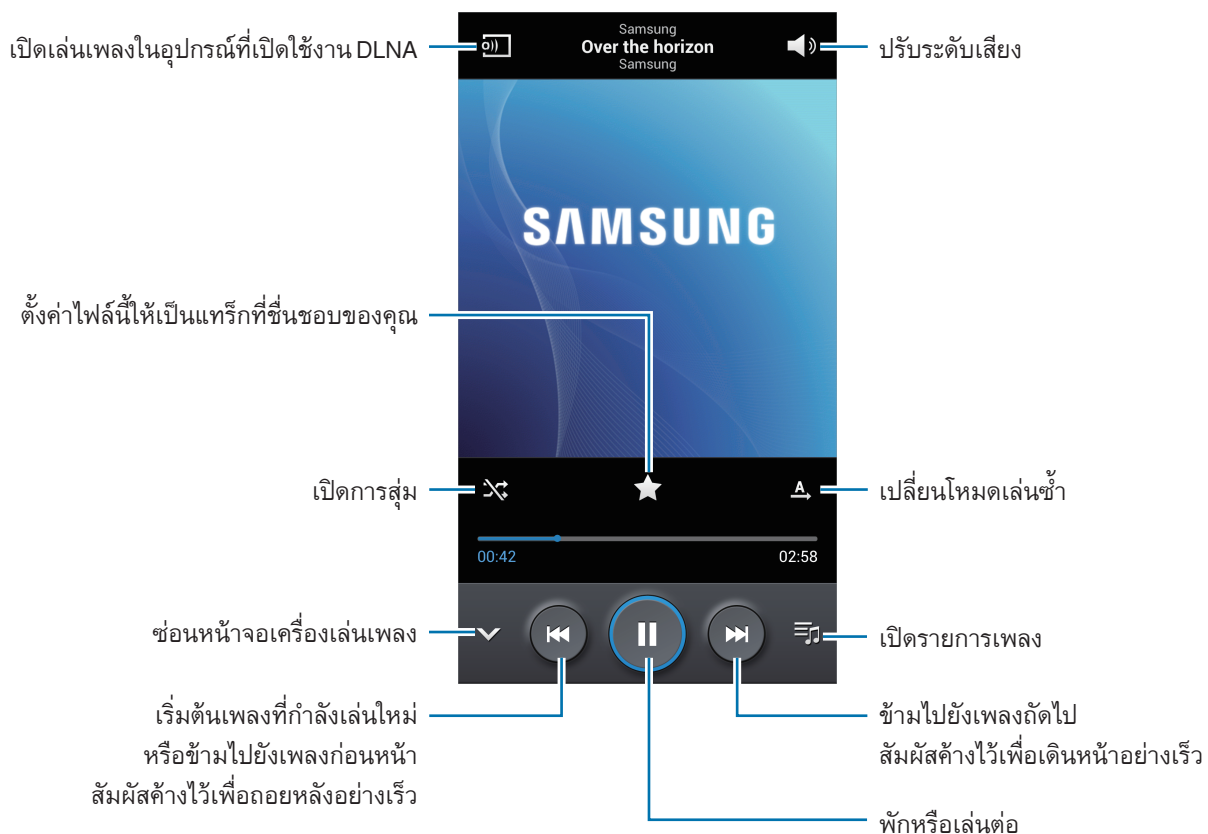 เปิดเล่นเพลงในอุปกรณ์ที่เปิดใช้งาน DLNA
Samsung
Over the horizon
Samsung
ปรับระดับเสียง
SAMSUNG
ตั้งค่าไฟล์นี้ให้เป็นแทร็กที่ชื่นชอบของคุณ
เปิดการสุ่ม
A
เปลี่ยนโหมดเล่นซ้ำ
00:42
02:58
ซ่อนหน้าจอเครื่องเล่นเพลง
เปิดรายการเพลง
เริ่มต้นเพลงที่กำลังเล่นใหม่
หรือข้ามไปยังเพลงก่อนหน้า
สัมผัสค้างไว้เพื่อถอยหลังอย่างเร็ว
ข้ามไปยังเพลงถัดไป
สัมผัสค้างไว้เพื่อเดินหน้าอย่างเร็ว
พักหรือเล่นต่อ